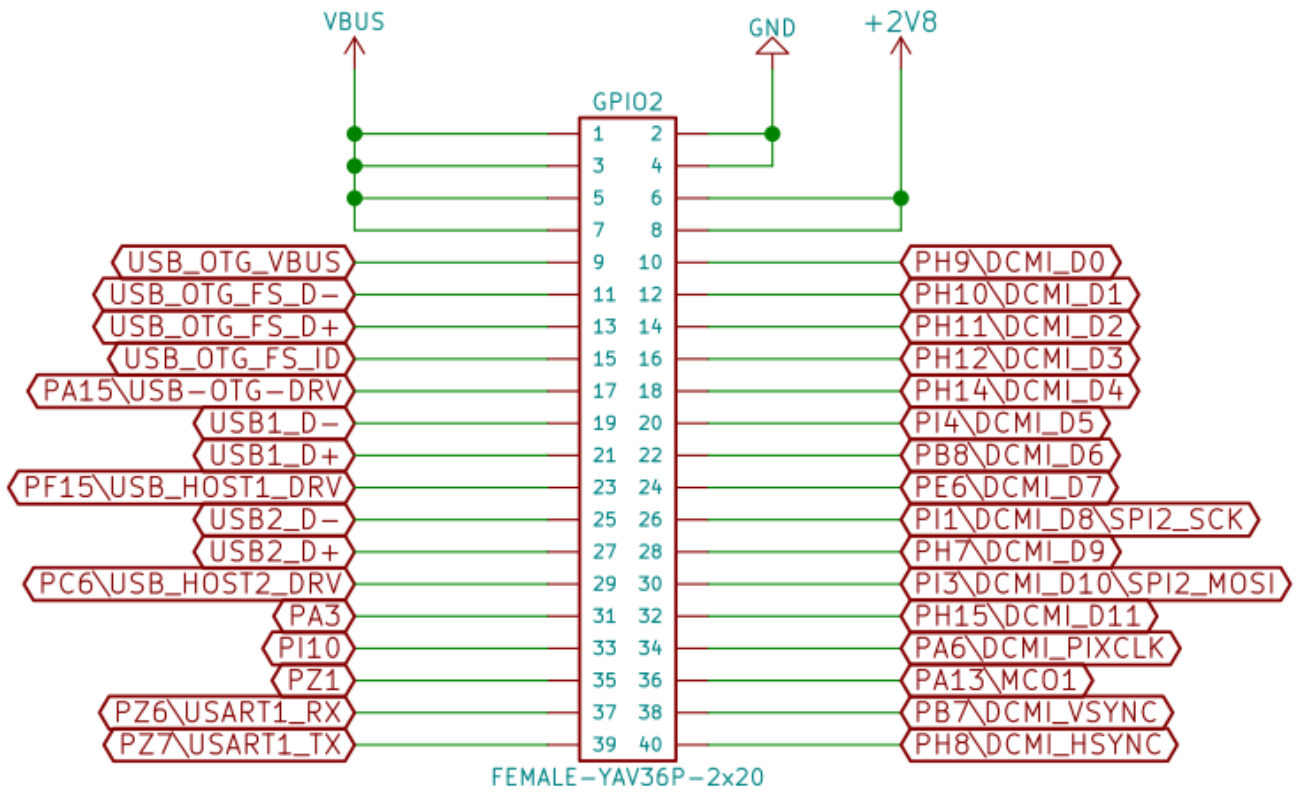 VBUS
GND
+2V8
GPIO2
1 2
3 4
5 6
7 8
USB_OTG_VBUS 9 10 PH9\DCMI_D0
USB_OTG_FS_D- 11 12 PH10\DCMI_D1
USB_OTG_FS_D+ 13 14 PH11\DCMI_D2
USB_OTG_FS_ID 15 16 PH12\DCMI_D3
PA15\USB-OTG-DRV 17 18 PH14\DCMI_D4
USB1_D- 19 20 PI4\DCMI_D5
USB1_D+ 21 22 PB8\DCMI_D6
PF15\USB_HOST1_DRV 23 24 PE6\DCMI_D7
USB2_D- 25 26 PI1\DCMI_D8\SPI2_SCK
USB2_D+ 27 28 PH7\DCMI_D9
PC6\USB_HOST2_DRV 29 30 PI3\DCMI_D10\SPI2_MOSI
PA3 31 32 PH15\DCMI_D11
PI10 33 34 PA6\DCMI_PIXCLK
PZ1 35 36 PA13\MCO1
PZ6\USART1_RX 37 38 PB7\DCMI_VSYNC
PZ7\USART1_TX 39 40 PH8\DCMI_HSYNC
FEMALE-YAV36P-2x20